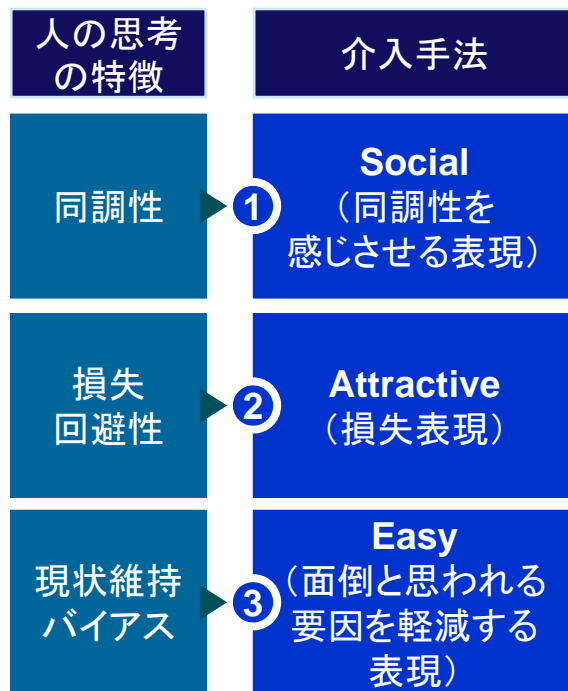 人の思考
の特徴
介入手法
同調性
1
Social
（同調性を
感じさせる表現）
損失
回避性
2
Attractive
（損失表現）
現状維持
バイアス
3
Easy
（面倒と思われる
要因を軽減する
表現）